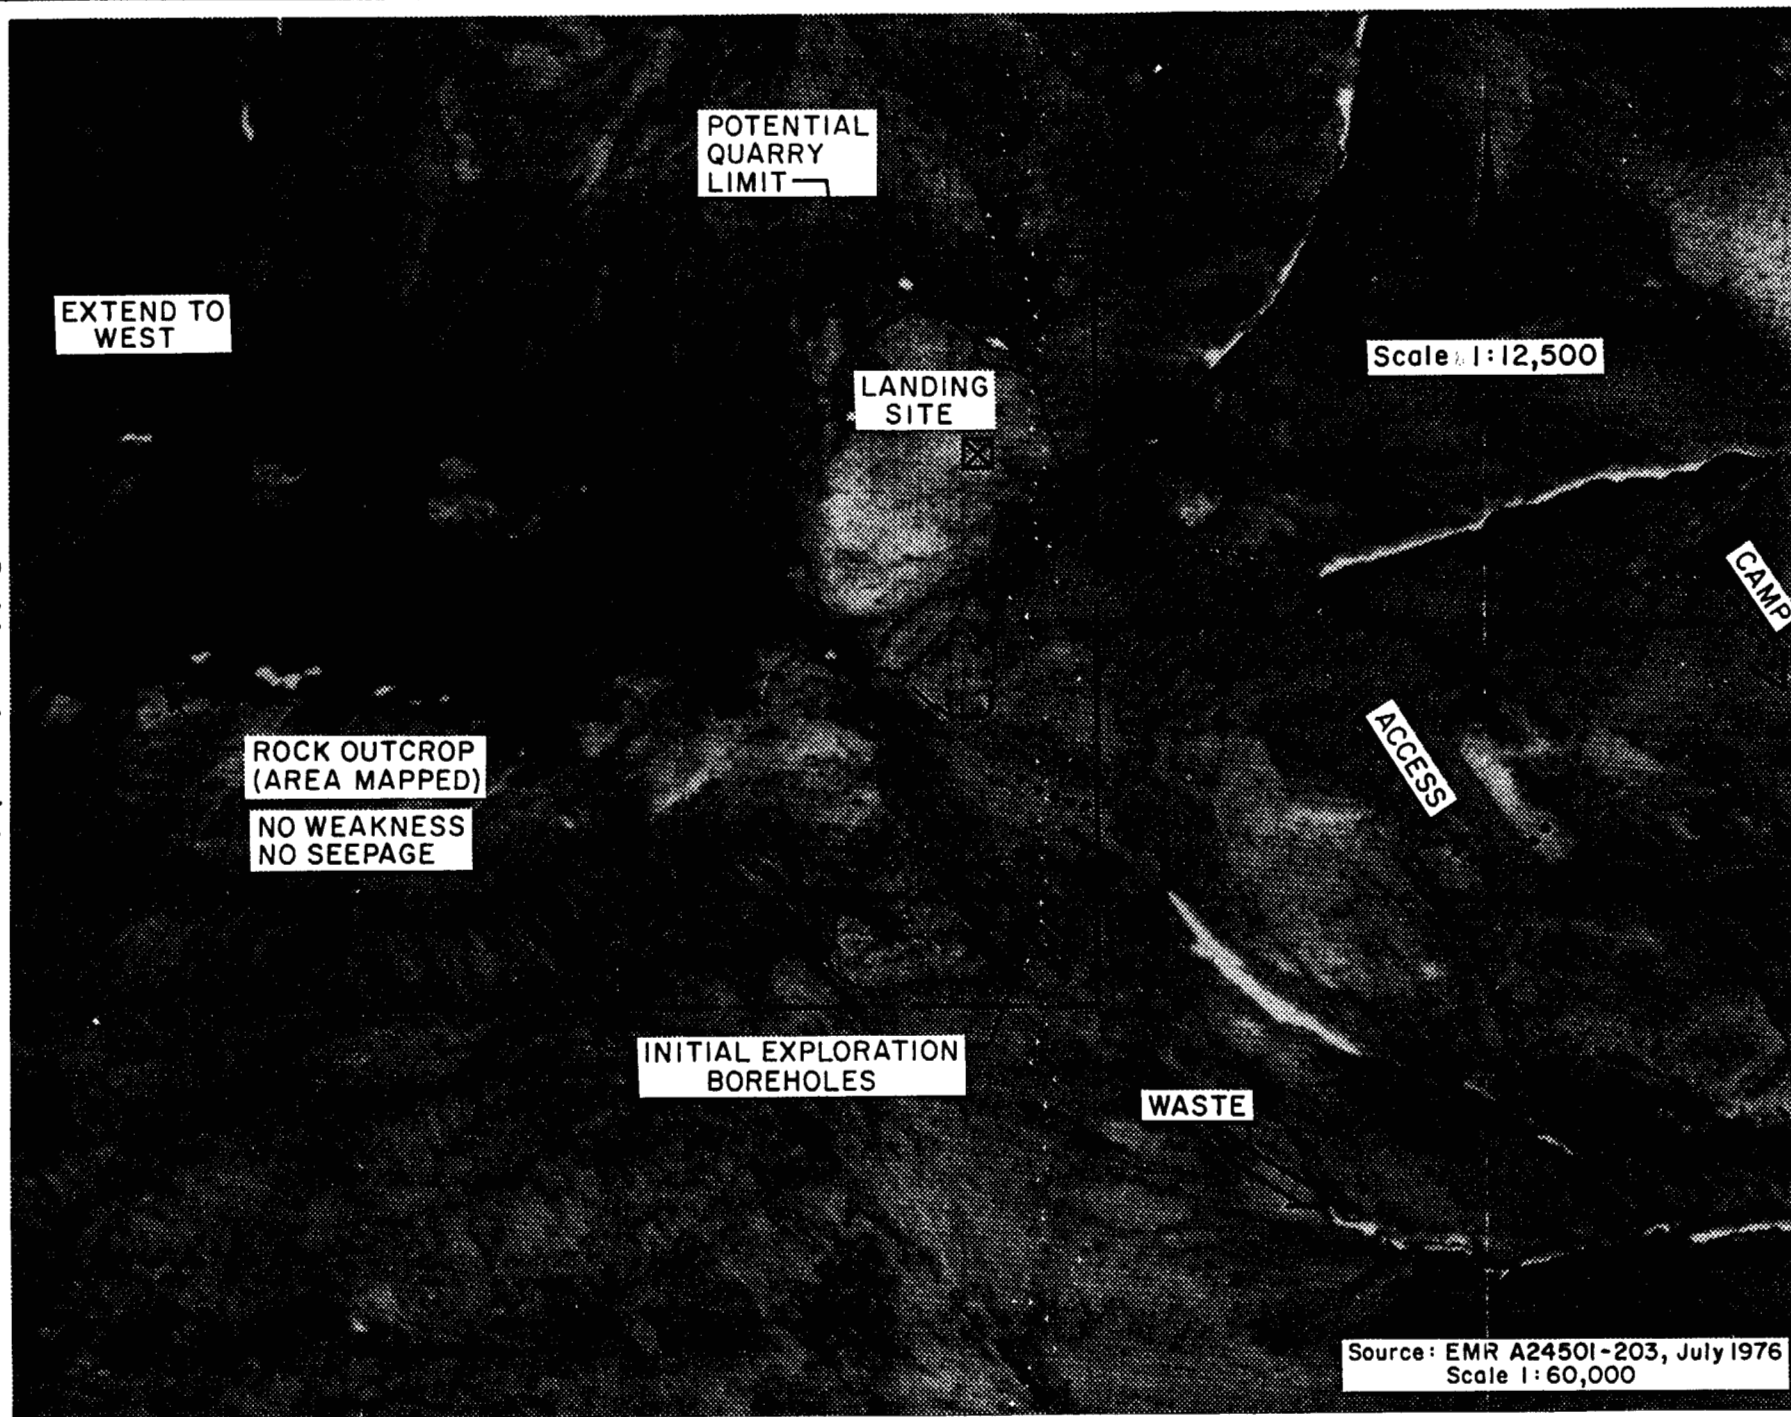 POTENTIAL
QUARRY
LIMIT
EXTEND TO
WEST
Scale 1:12,500
LANDING
SITE
CAMP
ACCESS
ROCK OUTCROP
(AREA MAPPED)
NO WEAKNESS
NO SEEPAGE
INITIAL EXPLORATION
BOREHOLES
WASTE
Source: EMR A24501-203, July 1976
Scale 1:60,000